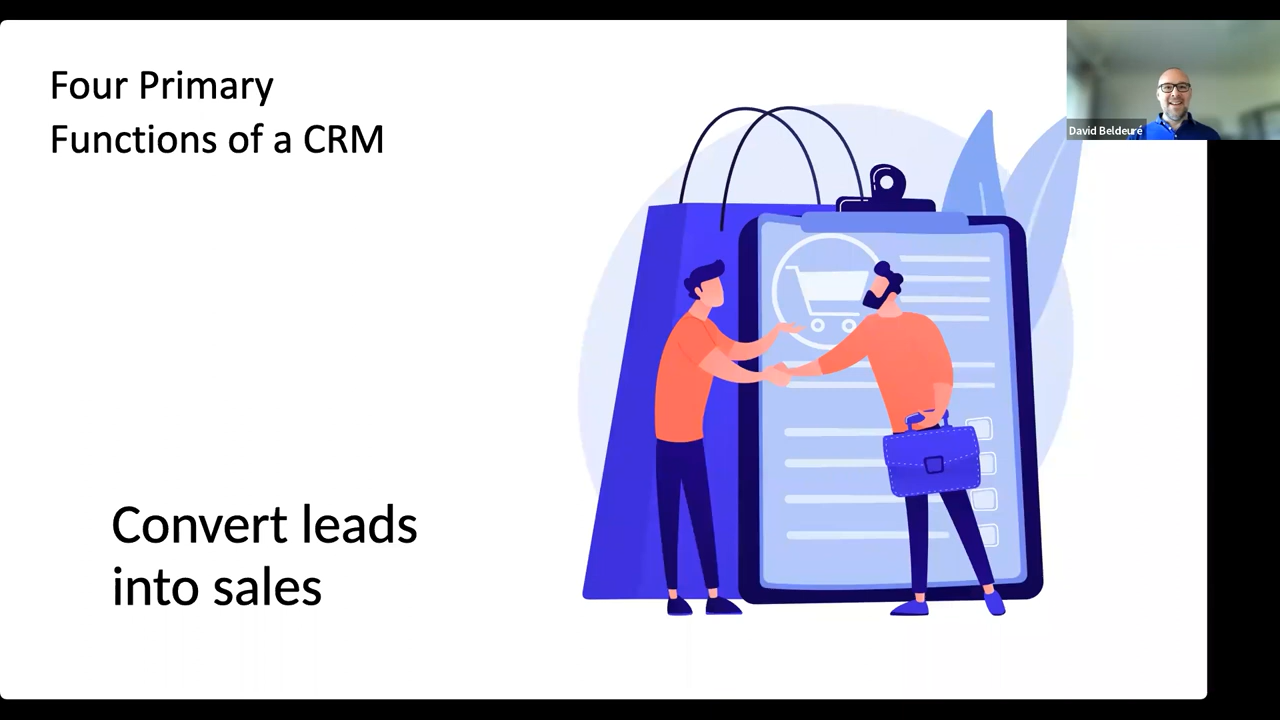 Four Primary
Functions of a CRM
David Beldeuré
Convert leads
into sales